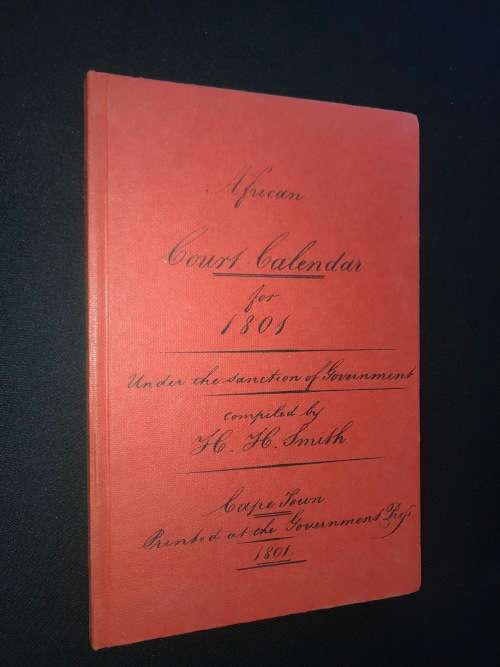 African
Court Calendar
for
1801
Under the sanction of Government
compiled by
H. H. Smith
Cape Town
Printed at the Government Press
1801